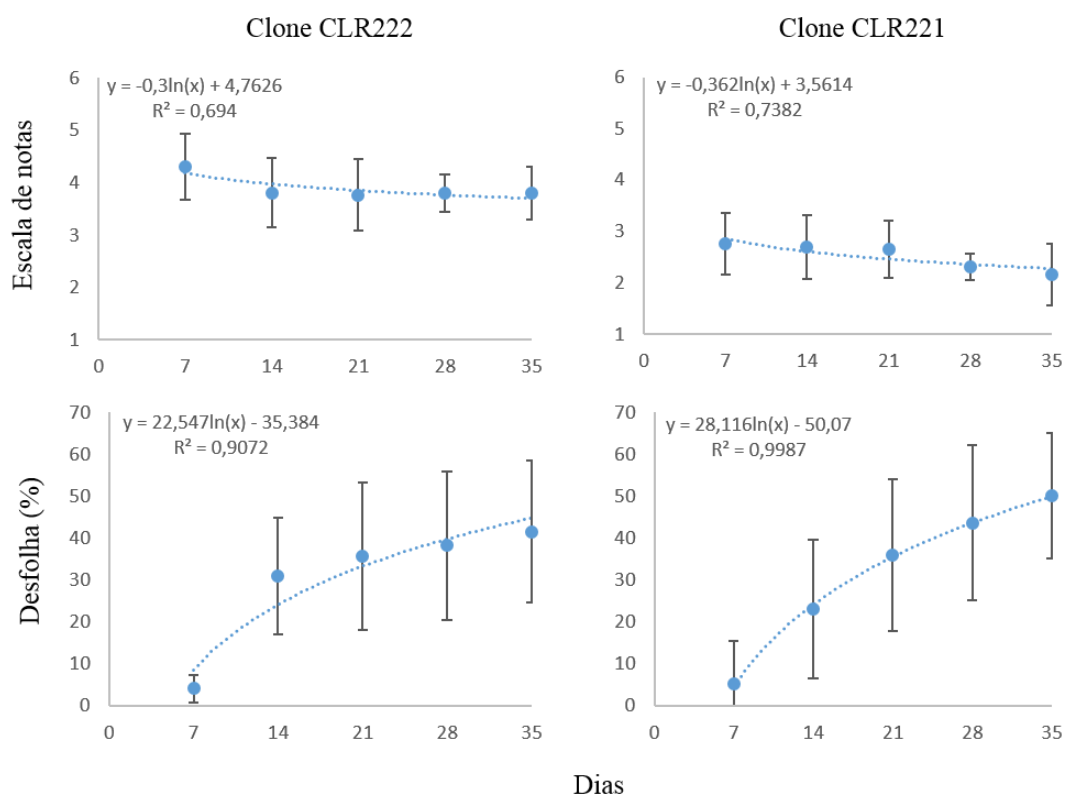 Clone CLR222
Clone CLR221
Escala de notas
y = -0,3ln(x) + 4,7626
R² = 0,694
6
5
4
3
2
1
0 7 14 21 28 35
y = -0,362ln(x) + 3,5614
R² = 0,7382
6
5
4
3
2
1
0 7 14 21 28 35
Desfolha (%)
y = 22,547ln(x) - 35,384
R² = 0,9072
70
60
50
40
30
20
10
0
0 7 14 21 28 35
y = 28,116ln(x) - 50,07
R² = 0,9987
70
60
50
40
30
20
10
0
0 7 14 21 28 35
Dias